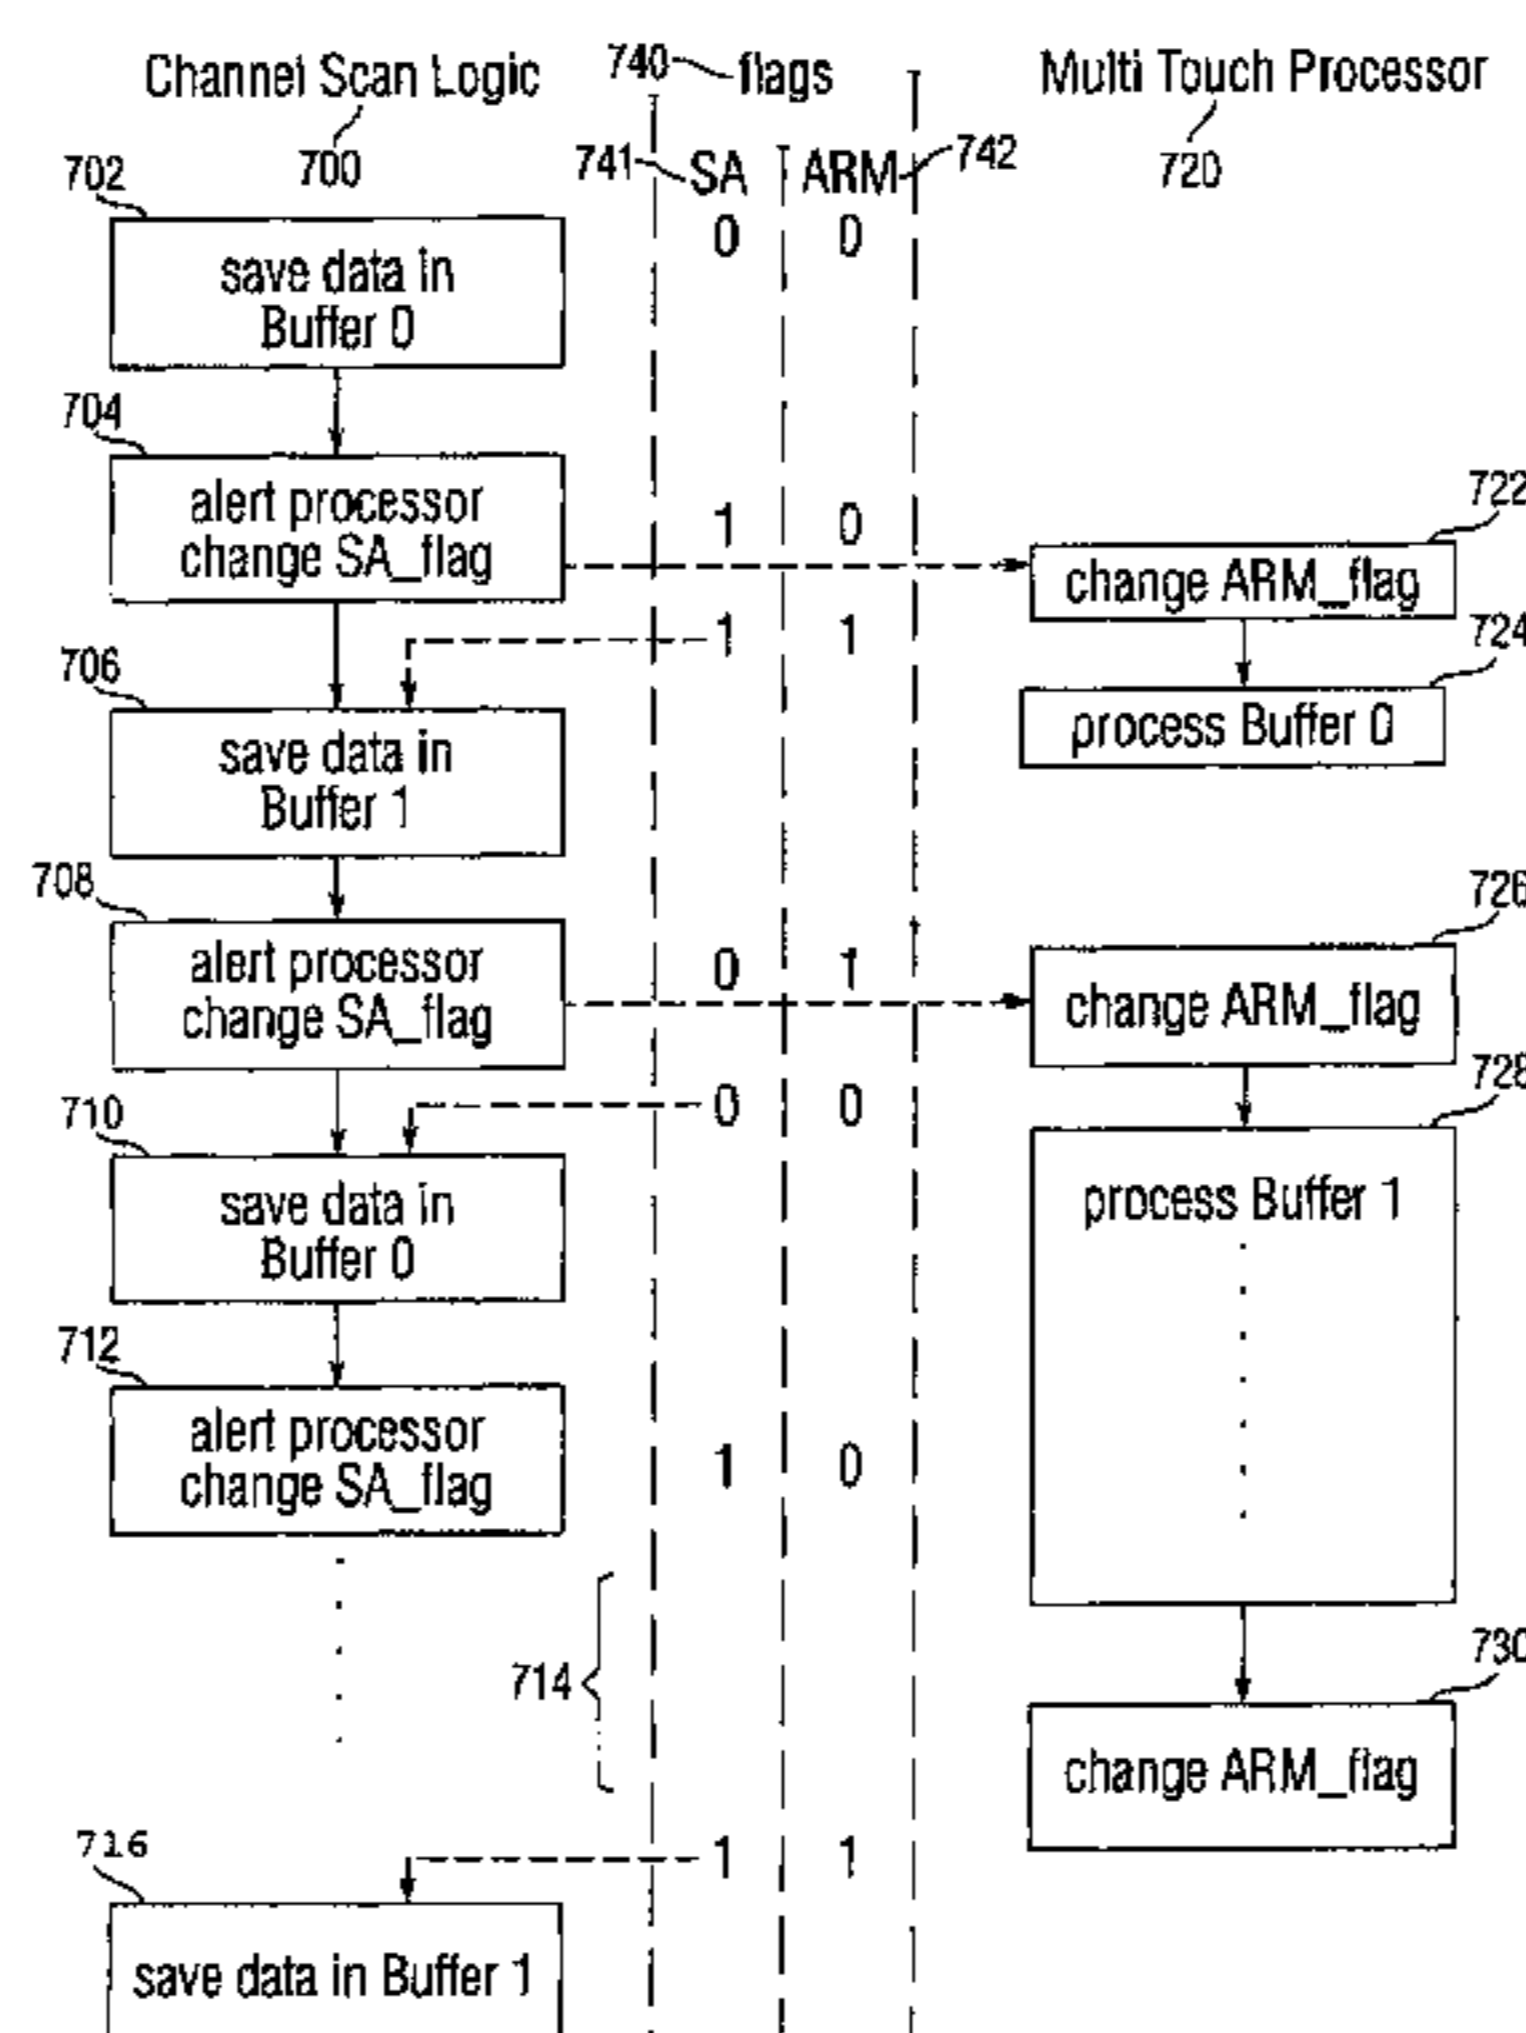 Channel Scan Logic
700
740
flags
741
SA
ARM
742
Multi Touch Processor
720
702
save data in
Buffer 0
0 0
704
alert processor
change SA_flag
1 0
722
change ARM_flag
1 1
724
process Buffer 0
706
save data in
Buffer 1
708
alert processor
change SA_flag
0 1
726
change ARM_flag
0 0
728
process Buffer 1
710
save data in
Buffer 0
712
alert processor
change SA_flag
1 0
714
730
change ARM_flag
1 1
716
save data in Buffer 1